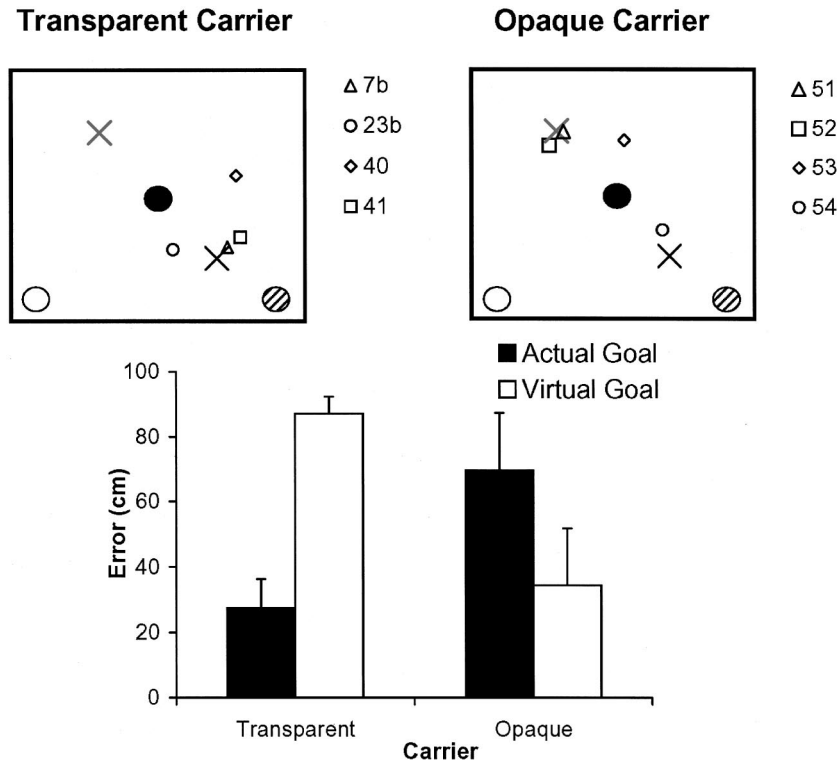 Transparent Carrier
7b
23b
40
41
Opaque Carrier
51
52
53
54
Actual Goal
Virtual Goal
Error (cm)
100
80
60
40
20
0
Transparent Opaque
Carrier